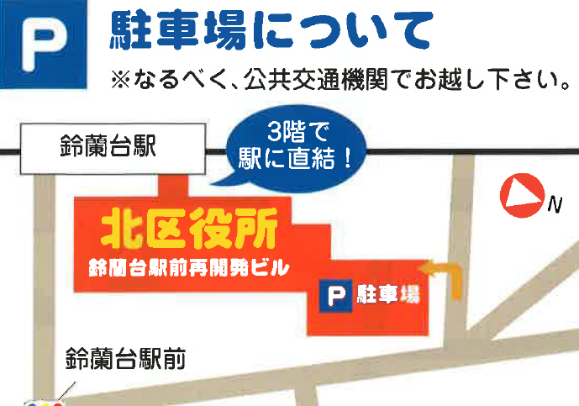 P 駐車場について
※なるべく、公共交通機関でお越し下さい。
鈴蘭台駅
3階で
駅に直結！
北区役所
鈴蘭台駅前再開発ビル
P 駐車場
N
鈴蘭台駅前